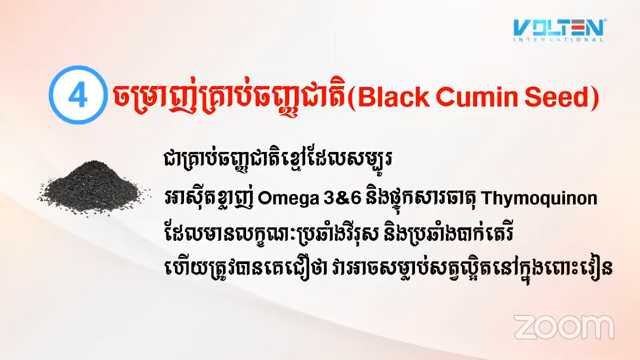 VOLTEN
INTERNATIONAL
4 ចម្រាញ់គ្រាប់ធញ្ញជាតិ(Black Cumin Seed)
ជាគ្រាប់ធញ្ញជាតិខ្មៅដែលសម្បូរ
អាស៊ីតខ្លាញ់ Omega 3&6 និងផ្ទុកសារធាតុ Thymoquinon
ដែលមានលក្ខណៈប្រឆាំងវីរុស និងប្រឆាំងបាក់តេរី
ហើយត្រូវបានគេជឿថា វាអាចសម្លាប់សត្វល្អិតនៅក្នុងពោះវៀន
zoom